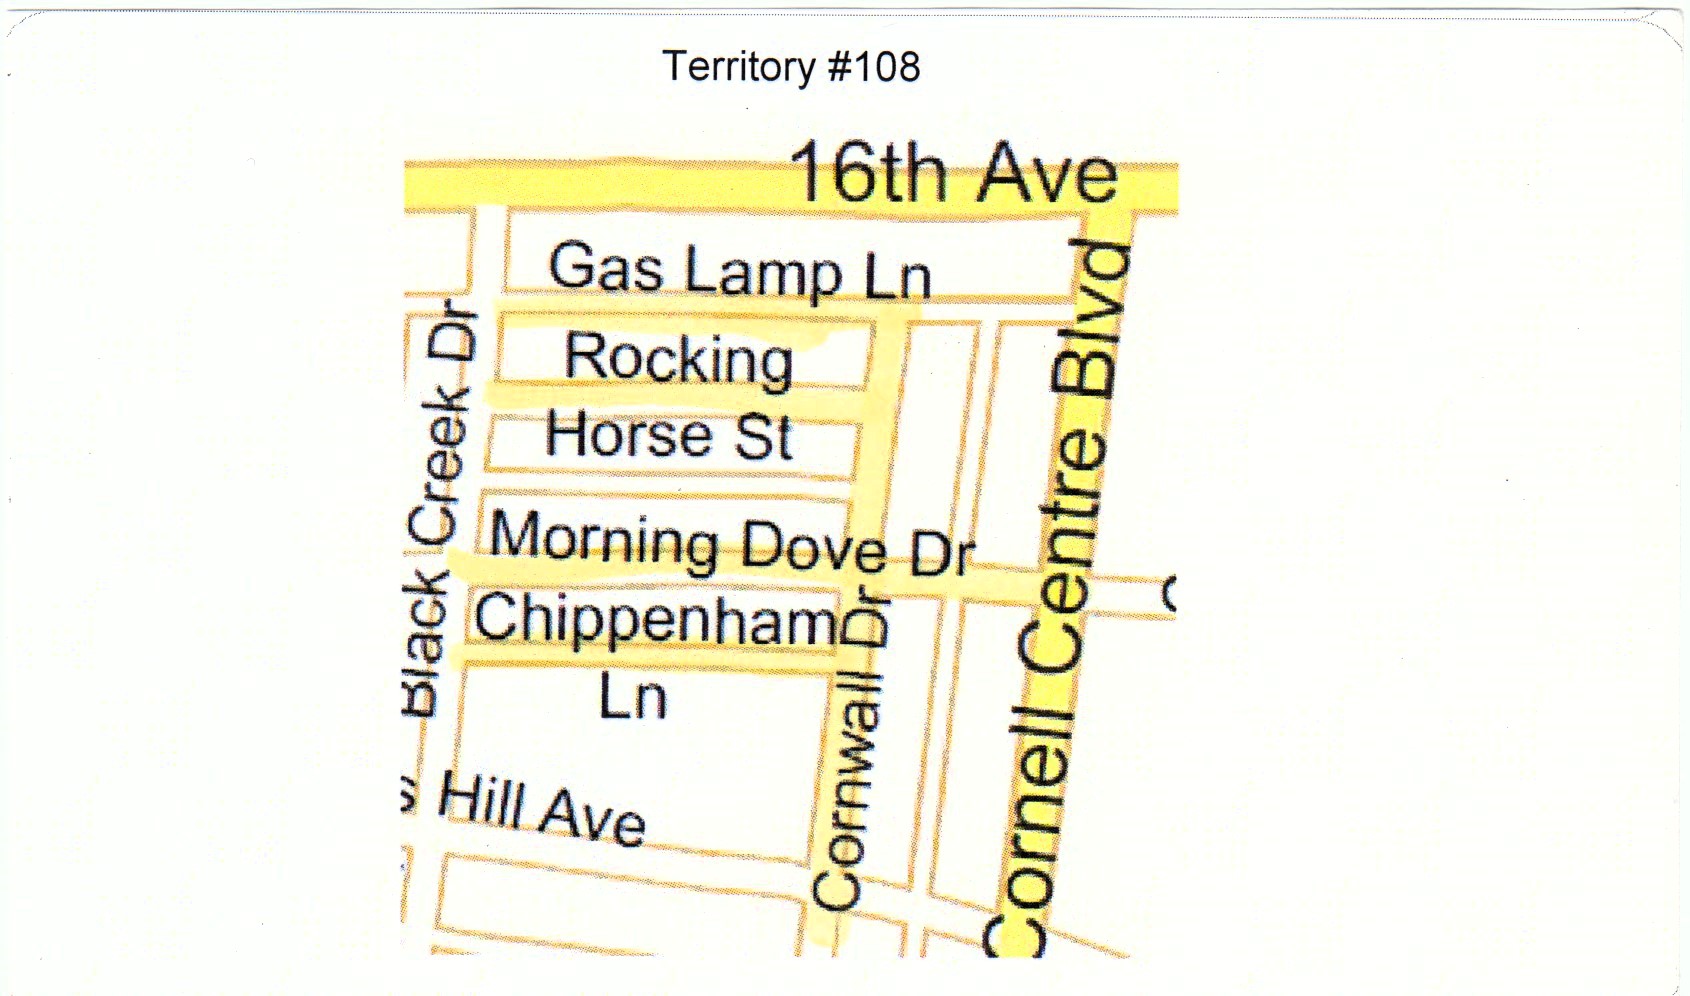 Territory #108
16th Ave
Gas Lamp Ln
Rocking
Horse St
Black Creek Dr
Morning Dove Dr
Chippenham
Ln
Cornwall Dr
Cornell Centre Blvd
Hill Ave